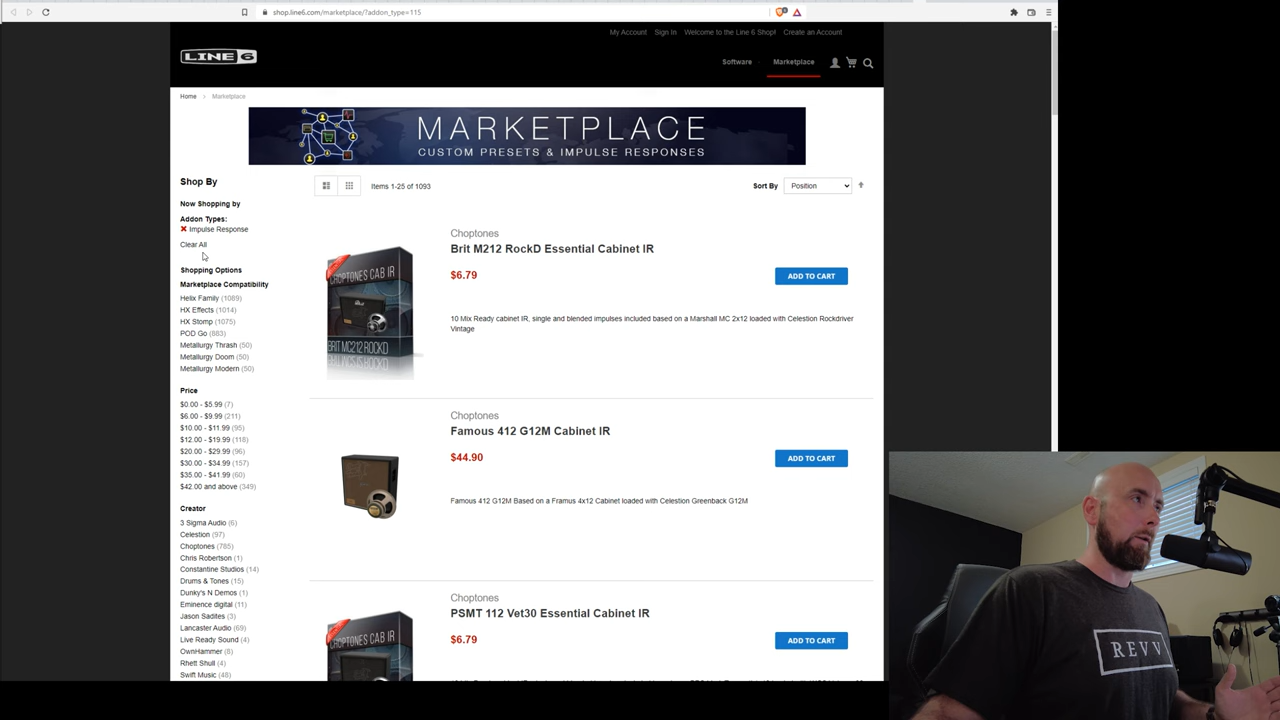 shop.line6.com/marketplace/?addon_type=115
My Account Sign In Welcome to the Line 6 Shop! Create an Account
LINE 6
Software Marketplace
Home > Marketplace
MARKETPLACE
CUSTOM PRESETS & IMPULSE RESPONSES
Shop By
Items 1-25 of 1093
Sort By Position
Now Shopping by
Addon Types:
Impulse Response
Clear All
Shopping Options
Marketplace Compatibility
Helix Family (1089)
HX Effects (1014)
HX Stomp (1075)
POD Go (883)
Metallurgy Thrash (50)
Metallurgy Doom (50)
Metallurgy Modern (50)
Price
$0.00 - $5.99 (7)
$6.00 - $9.99 (211)
$10.00 - $11.99 (95)
$12.00 - $19.99 (118)
$20.00 - $29.99 (96)
$30.00 - $34.99 (157)
$35.00 - $41.99 (60)
$42.00 and above (349)
Creator
3 Sigma Audio (6)
Celestion (97)
Choptones (785)
Chris Robertson (1)
Constantine Studios (14)
Drums & Tones (15)
Dunky's N Demos (1)
Eminence digital (11)
Jason Sadites (3)
Lancaster Audio (69)
Live Ready Sound (4)
OwnHammer (8)
Rhett Shull (4)
Swift Music (48)
Choptones
Brit M212 RockD Essential Cabinet IR
$6.79
ADD TO CART
10 Mix Ready cabinet IR, single and blended impulses included based on a Marshall MC 2x12 loaded with Celestion Rockdriver
Vintage
CHOPTONES CAB IR
BRIT MC212 ROCKD
Choptones
Famous 412 G12M Cabinet IR
$44.90
ADD TO CART
Famous 412 G12M Based on a Framus 4x12 Cabinet loaded with Celestion Greenback G12M
Choptones
PSMT 112 Vet30 Essential Cabinet IR
$6.79
ADD TO CART
CHOPTONES CAB IR
REVV